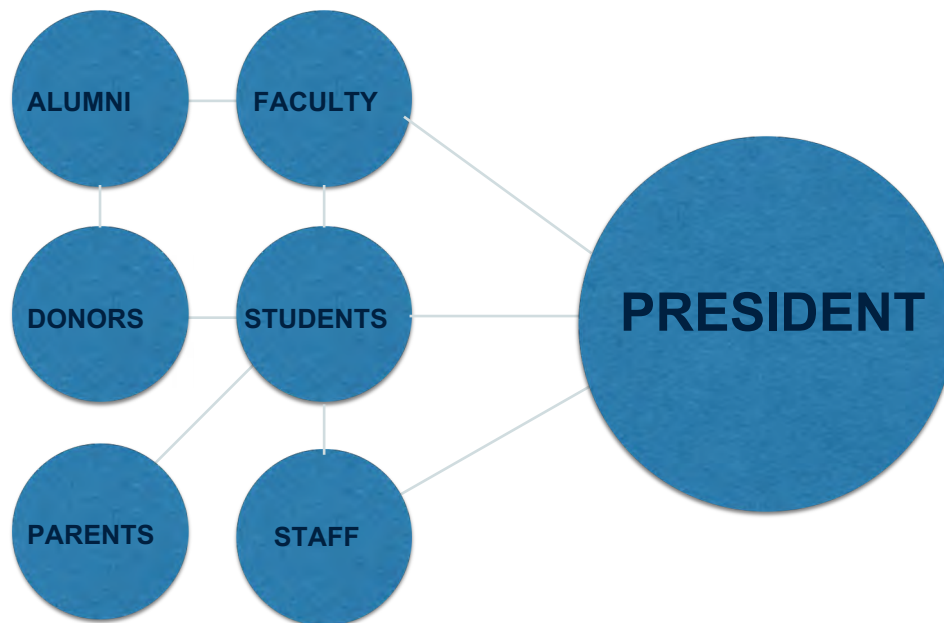 ALUMNI
FACULTY
DONORS
STUDENTS
PRESIDENT
PARENTS
STAFF